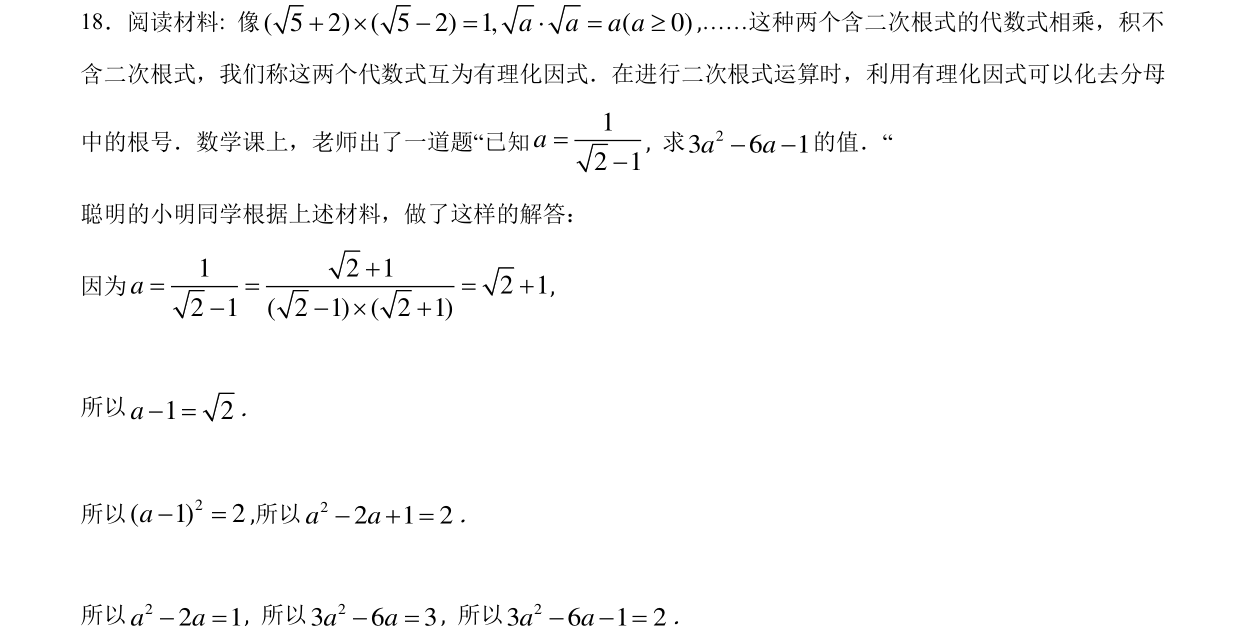 18．阅读材料: 像(√5+2)×(√5−2)=1,√a·√a=a(a≥0),……这种两个含二次根式的代数式相乘，积不
含二次根式，我们称这两个代数式互为有理化因式．在进行二次根式运算时，利用有理化因式可以化去分母
中的根号．数学课上，老师出了一道题“已知a=1/(√2−1)，求3a²−6a−1的值．“
聪明的小明同学根据上述材料，做了这样的解答：
因为a=1/(√2−1)=(√2+1)/((√2−1)×(√2+1))=√2+1,
所以a−1=√2．
所以(a−1)²=2,所以a²−2a+1=2．
所以a²−2a=1, 所以3a²−6a=3, 所以3a²−6a−1=2．